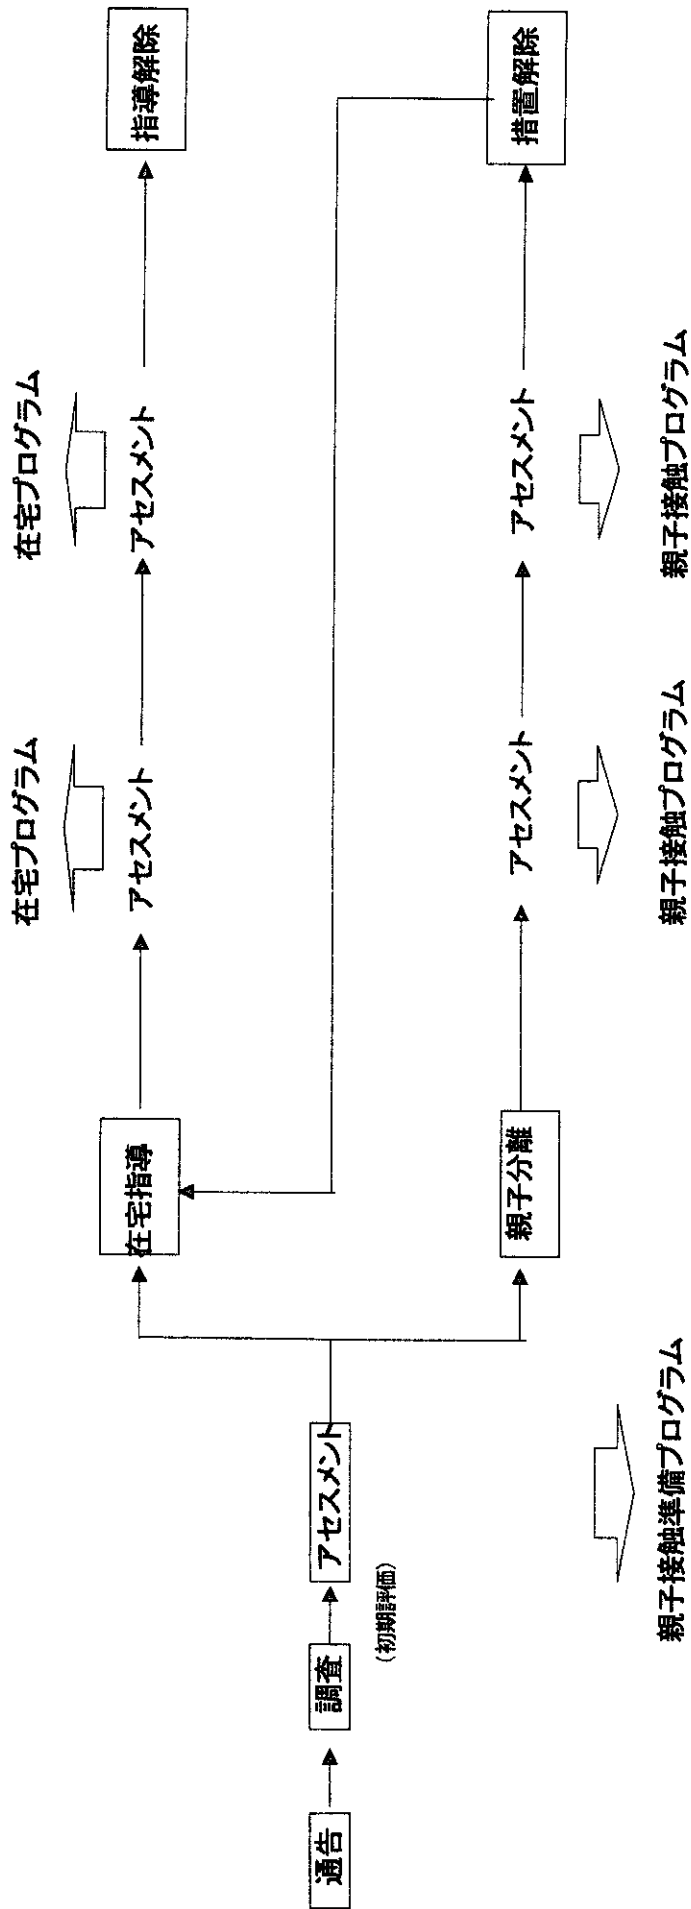 在宅プログラム
在宅プログラム
在宅指導
アセスメント
アセスメント
指導解除
通告
調査
アセスメント
(初期評価)
親子分離
アセスメント
アセスメント
措置解除
親子接触準備プログラム
親子接触プログラム
親子接触プログラム